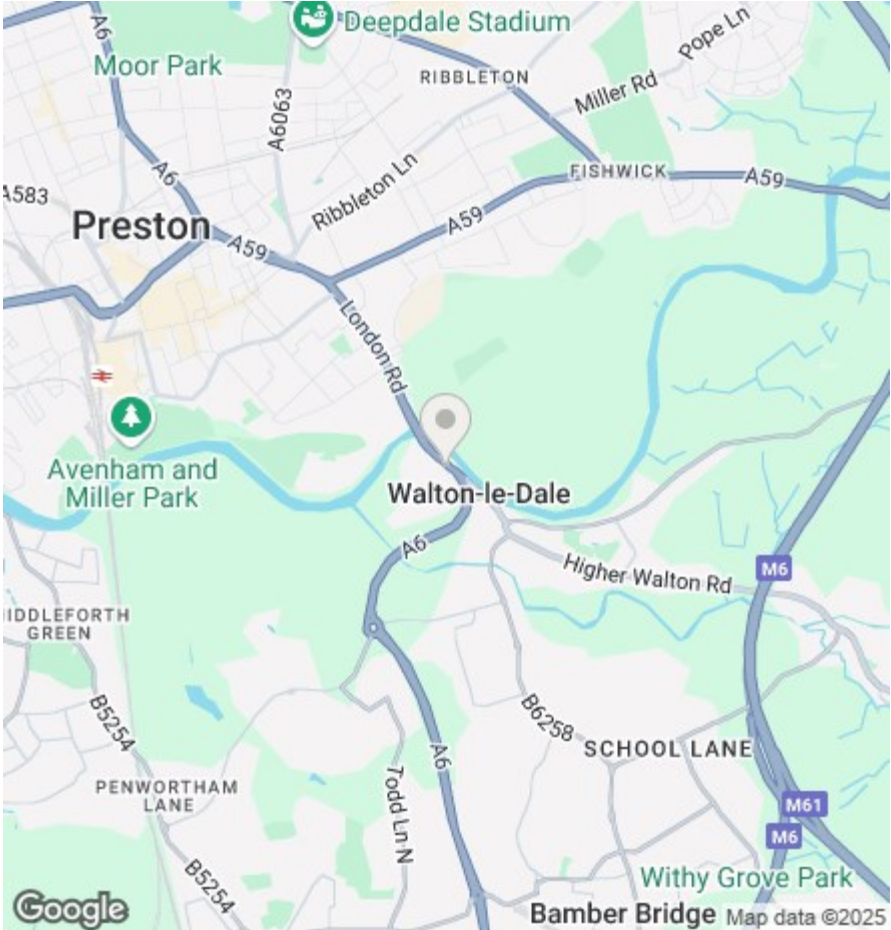 A6
Deepdale Stadium
Moor Park
Pope Ln
RIBBLETON
Miller Rd
A6063
A6
Ribbleton Ln
FISHWICK
A59
A583
Preston
A59
A59
London Rd
Avenham and
Miller Park
Walton-le-Dale
A6
Higher Walton Rd
M6
IDDLEFORTH
GREEN
B5254
B6258
SCHOOL LANE
A6
PENWORTHAM
LANE
Todd Ln N
M61
M6
B5254
Withy Grove Park
Google
Bamber Bridge
Map data ©2025